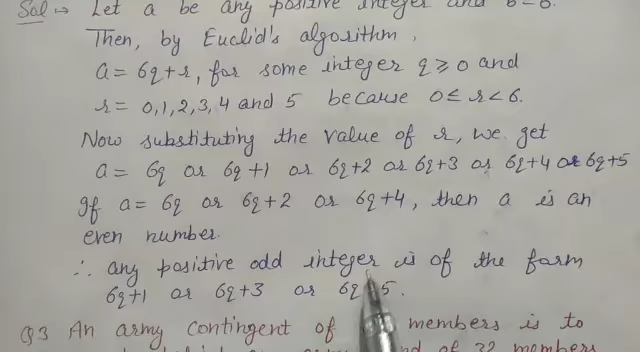 Sol → Let a be any positive integer and b = 6.
Then, by Euclid's algorithm,
a = 6q + r, for some integer q ≥ 0 and
r = 0, 1, 2, 3, 4 and 5 because 0 ≤ r < 6.
Now substituting the value of r, we get
a = 6q or 6q + 1 or 6q + 2 or 6q + 3 or 6q + 4 or 6q + 5
If a = 6q or 6q + 2 or 6q + 4, then a is an
even number.
∴ any positive odd integer is of the form
6q + 1 or 6q + 3 or 6q 5.
Q3 An army contingent of members is to
of 32 members